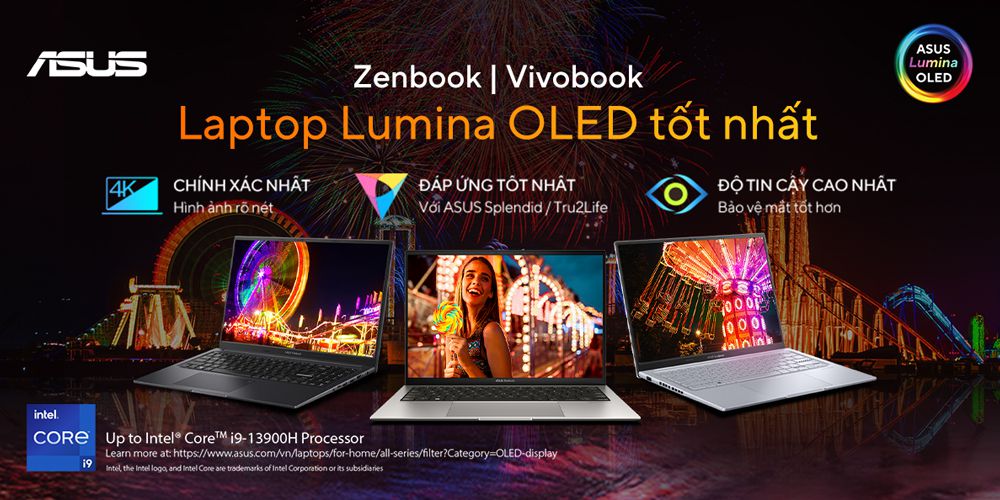 ASUS
ASUS
Lumina
OLED
Zenbook | Vivobook
Laptop Lumina OLED tốt nhất
4K
CHÍNH XÁC NHẤT
Hình ảnh rõ nét
ĐÁP ỨNG TỐT NHẤT
Với ASUS Splendid / Tru2Life
ĐỘ TIN CẬY CAO NHẤT
Bảo vệ mắt tốt hơn
intel.
CORE
i9
Up to Intel® Core™ i9-13900H Processor
Learn more at: https://www.asus.com/vn/laptops/for-home/all-series/filter?Category=OLED-display
Intel, the Intel logo, and Intel Core are trademarks of Intel Corporation or its subsidiaries